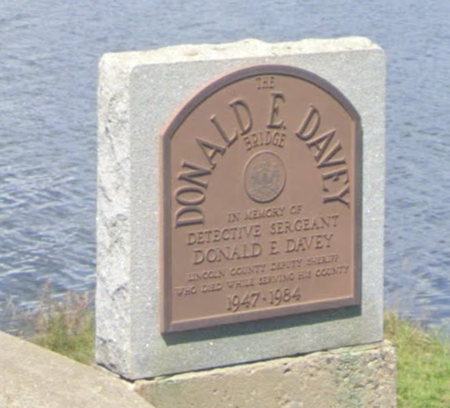 THE
DONALD E. DAVEY
BRIDGE
IN MEMORY OF
DETECTIVE SERGEANT
DONALD E. DAVEY
LINCOLN COUNTY DEPUTY SHERIFF
WHO DIED WHILE SERVING HIS COUNTY
1947-1984